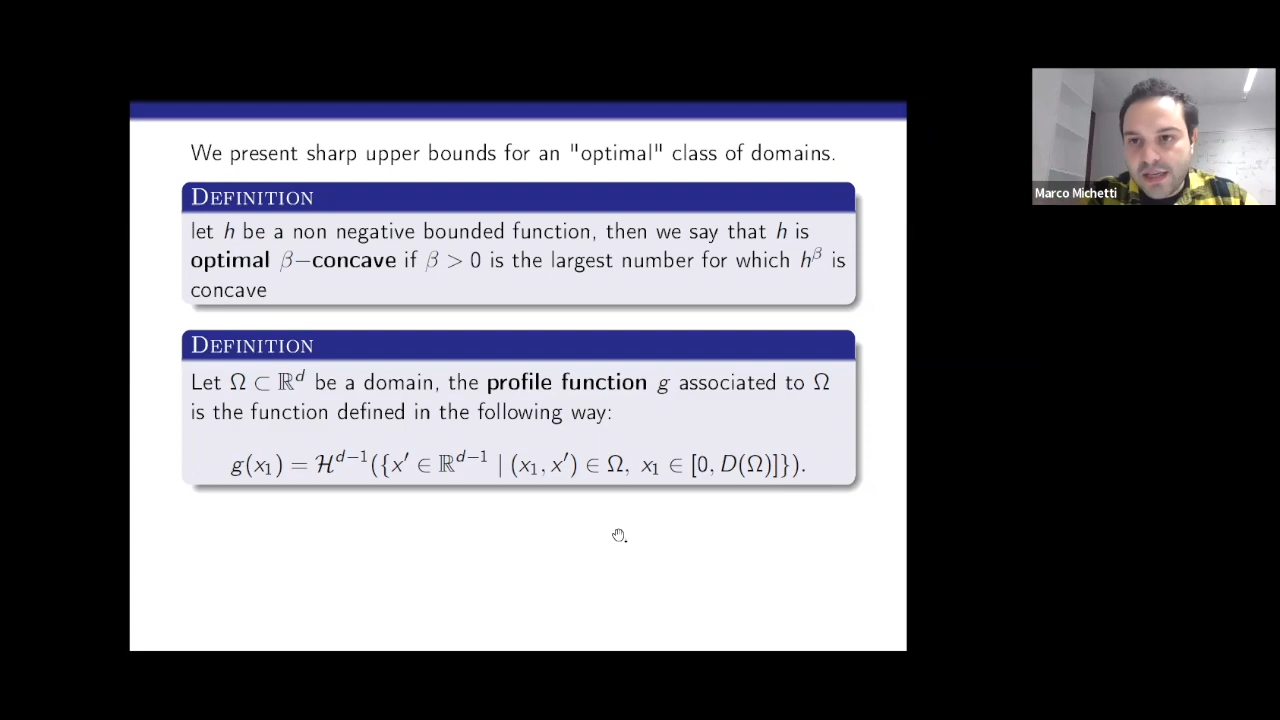 We present sharp upper bounds for an "optimal" class of domains.
Definition
let h be a non negative bounded function, then we say that h is
optimal β−concave if β > 0 is the largest number for which h^β is
concave
Definition
Let Ω ⊂ ℝ^d be a domain, the profile function g associated to Ω
is the function defined in the following way:
g(x₁) = ℋ^{d−1}({x′ ∈ ℝ^{d−1} | (x₁, x′) ∈ Ω, x₁ ∈ [0, D(Ω)]}).
Marco Michetti